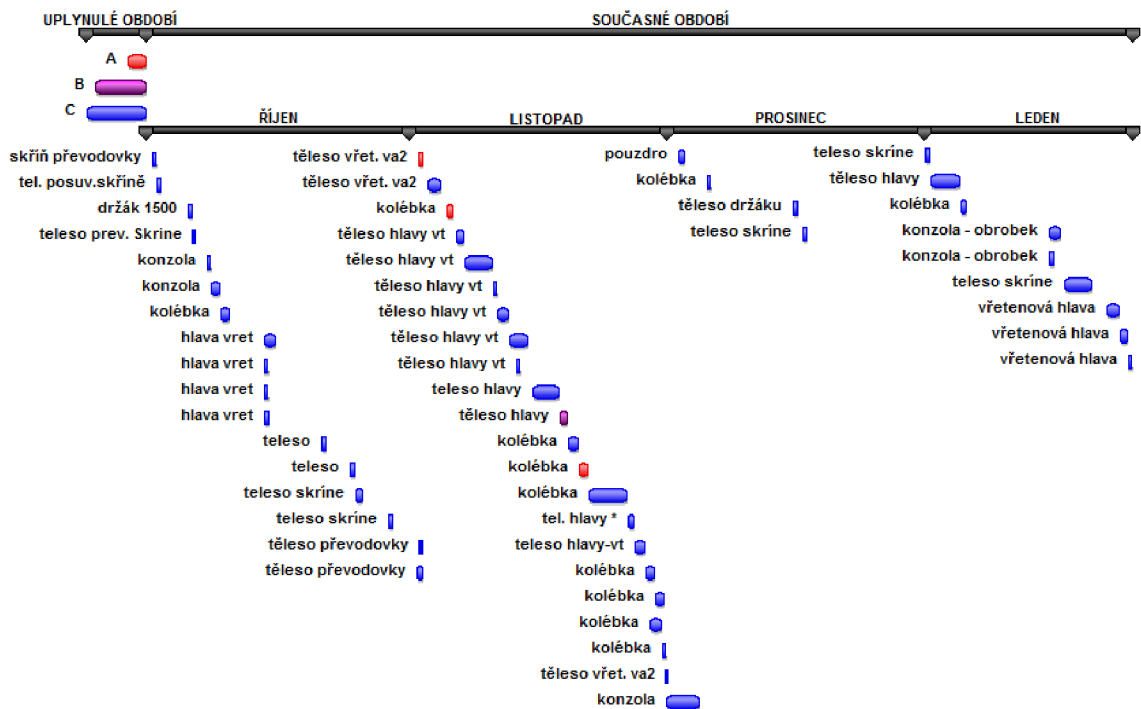 UPLYNULÉ OBDOBÍ
SOUČASNÉ OBDOBÍ
A
B
C
ŘÍJEN
LISTOPAD
PROSINEC
LEDEN
skříň převodovky
tel. posuv.skříně
držák 1500
teleso prev. Skrine
konzola
konzola
kolébka
hlava vret
hlava vret
hlava vret
hlava vret
teleso
teleso
teleso skríne
teleso skríne
těleso převodovky
těleso převodovky
těleso vřet. va2
těleso vřet. va2
kolébka
těleso hlavy vt
těleso hlavy vt
těleso hlavy vt
těleso hlavy vt
těleso hlavy vt
těleso hlavy vt
teleso hlavy
těleso hlavy
kolébka
kolébka
kolébka
tel. hlavy *
teleso hlavy-vt
kolébka
kolébka
kolébka
kolébka
těleso vřet. va2
konzola
pouzdro
kolébka
těleso držáku
teleso skríne
teleso skríne
těleso hlavy
kolébka
konzola - obrobek
konzola - obrobek
teleso skríne
vřetenová hlava
vřetenová hlava
vřetenová hlava